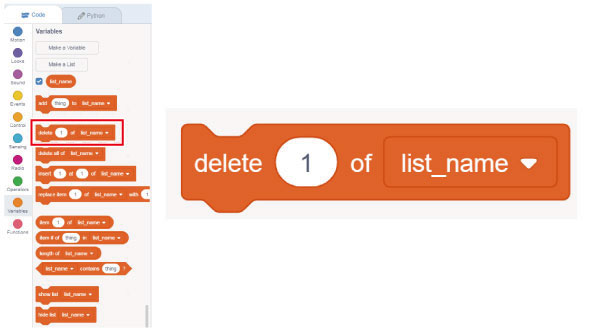 Code
Python
Motion
Looks
Sound
Events
Control
Sensing
Radio
Operators
Variables
Functions
Variables
Make a Variable
Make a List
list_name
add thing to list_name
delete 1 of list_name
delete all of list_name
insert 1 at 1 of list_name
replace item 1 of list_name with 1
item 1 of list_name
item # of thing in list_name
length of list_name
list_name contains thing ?
show list list_name
hide list list_name
delete 1 of list_name